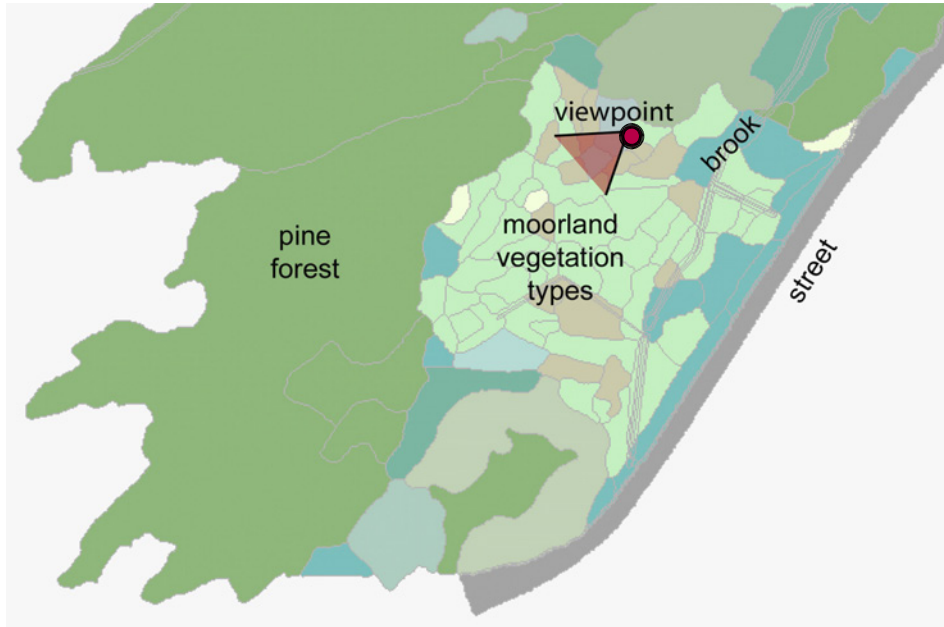 viewpoint
brook
pine
forest
moorland
vegetation
types
street